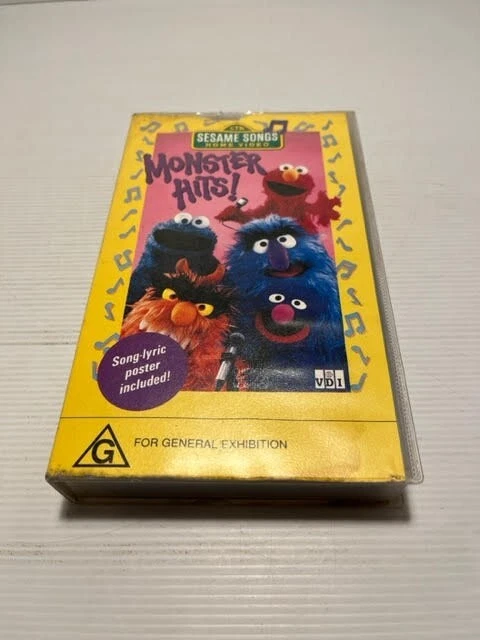 SESAME SONGS
HOME VIDEO
MONSTER
HITS!
Song-lyric
poster
included!
VDI
G
FOR GENERAL EXHIBITION